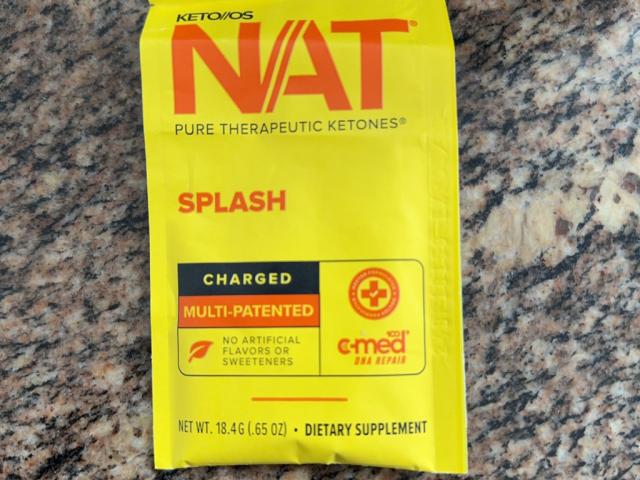 KETO//OS
NAT®
PURE THERAPEUTIC KETONES®
SPLASH
CHARGED
MULTI-PATENTED
NO ARTIFICIAL
FLAVORS OR
SWEETENERS
c-med100®
DNA REPAIR
NET WT. 18.4G (.65 OZ) • DIETARY SUPPLEMENT